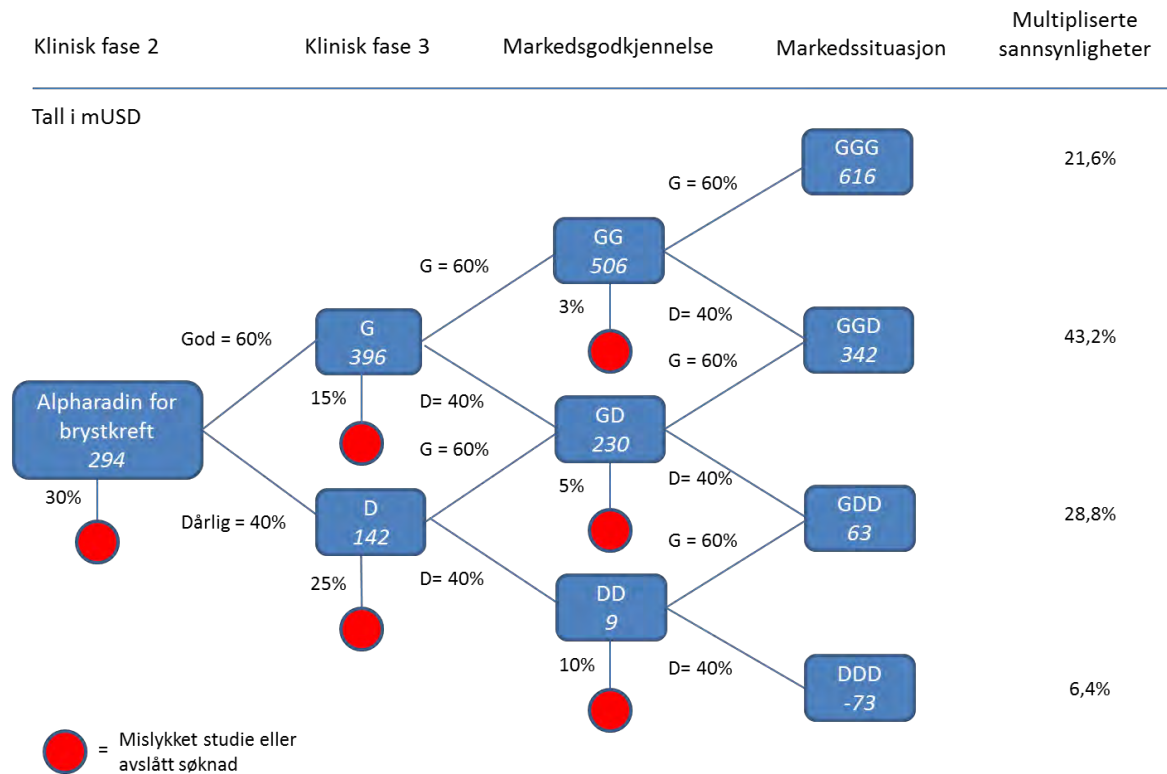 Klinisk fase 2
Klinisk fase 3
Markedsgodkjennelse
Markedssituasjon
Multipliserte
sannsynligheter
Tall i mUSD
GGG
616
21,6%
G = 60%
GG
506
G = 60%
3%
D= 40%
God = 60%
G
396
GGD
342
43,2%
G = 60%
15%
D= 40%
Alpharadin for
brystkreft
294
GD
230
G = 60%
30%
5%
D= 40%
Dårlig = 40%
D
142
GDD
63
28,8%
G = 60%
25%
D= 40%
DD
9
10%
D= 40%
DDD
-73
6,4%
= Mislykket studie eller
avslått søknad